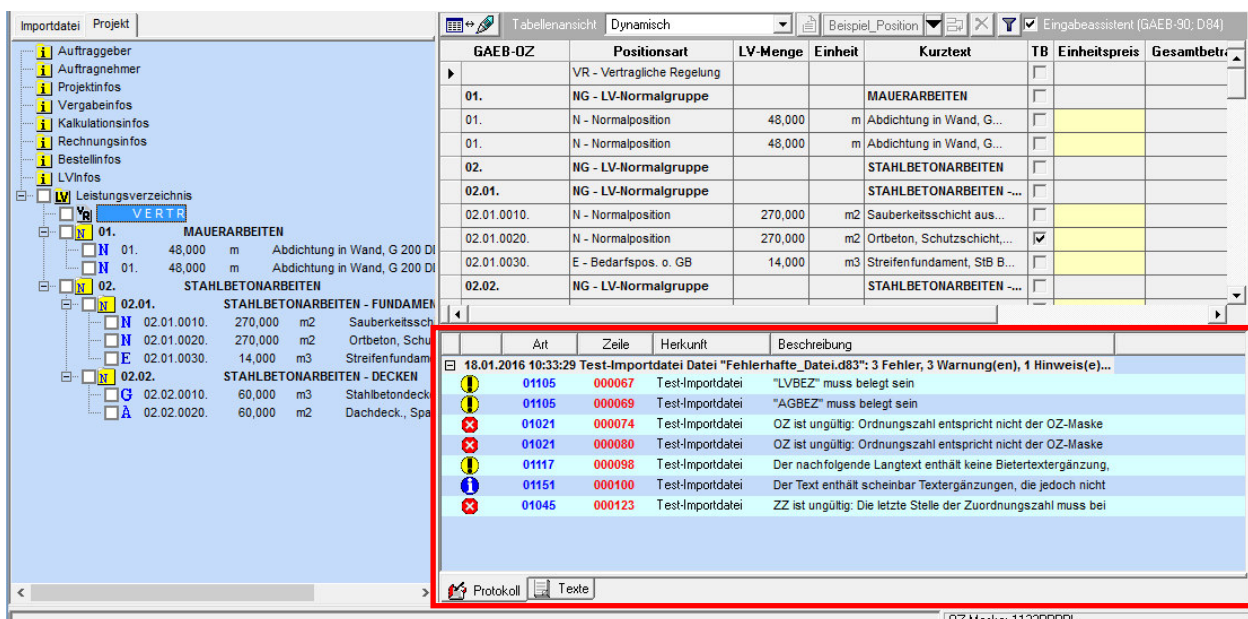 Importdatei Projekt
Auftraggeber
Auftragnehmer
Projektinfos
Vergabeinfos
Kalkulationsinfos
Rechnungsinfos
Bestellinfos
LVInfos
LV Leistungsverzeichnis
VR VERTR
N 01. MAUERARBEITEN
N 01. 48,000 m Abdichtung in Wand, G 200 DI
N 01. 48,000 m Abdichtung in Wand, G 200 DI
N 02. STAHLBETONARBEITEN
N 02.01. STAHLBETONARBEITEN - FUNDAMEN
N 02.01.0010. 270,000 m2 Sauberkeitssch
N 02.01.0020. 270,000 m2 Ortbeton, Schu
E 02.01.0030. 14,000 m3 Streifenfundam
N 02.02. STAHLBETONARBEITEN - DECKEN
G 02.02.0010. 60,000 m3 Stahlbetondeck
A 02.02.0020. 60,000 m2 Dachdeck., Spa
Tabellenansicht Dynamisch Beispiel_Position Eingabeassistent (GAEB-90; D84)
GAEB-OZ Positionsart LV-Menge Einheit Kurztext TB Einheitspreis Gesamtbetra
VR - Vertragliche Regelung
01. NG - LV-Normalgruppe MAUERARBEITEN
01. N - Normalposition 48,000 m Abdichtung in Wand, G...
01. N - Normalposition 48,000 m Abdichtung in Wand, G...
02. NG - LV-Normalgruppe STAHLBETONARBEITEN
02.01. NG - LV-Normalgruppe STAHLBETONARBEITEN -...
02.01.0010. N - Normalposition 270,000 m2 Sauberkeitsschicht aus...
02.01.0020. N - Normalposition 270,000 m2 Ortbeton, Schutzschicht,...
02.01.0030. E - Bedarfspos. o. GB 14,000 m3 Streifenfundament, StB B...
02.02. NG - LV-Normalgruppe STAHLBETONARBEITEN -...
Art Zeile Herkunft Beschreibung
18.01.2016 10:33:29 Test-Importdatei Datei "Fehlerhafte_Datei.d83": 3 Fehler, 3 Warnung(en), 1 Hinweis(e)...
01105 000067 Test-Importdatei "LVBEZ" muss belegt sein
01105 000069 Test-Importdatei "AGBEZ" muss belegt sein
01021 000074 Test-Importdatei OZ ist ungültig: Ordnungszahl entspricht nicht der OZ-Maske
01021 000080 Test-Importdatei OZ ist ungültig: Ordnungszahl entspricht nicht der OZ-Maske
01117 000098 Test-Importdatei Der nachfolgende Langtext enthält keine Bietertextergänzung,
01151 000100 Test-Importdatei Der Text enthält scheinbar Textergänzungen, die jedoch nicht
01045 000123 Test-Importdatei ZZ ist ungültig: Die letzte Stelle der Zuordnungszahl muss bei
Protokoll Texte